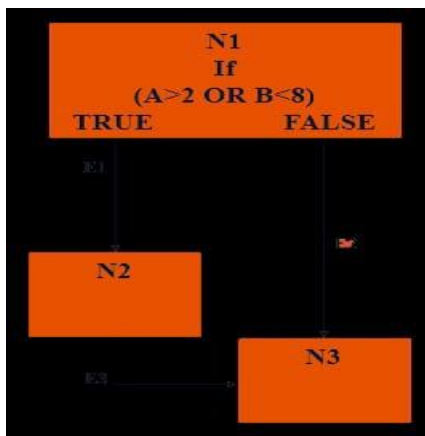 N1
If
(A>2 OR B<8)
TRUE FALSE
E1
N2
N3
E3